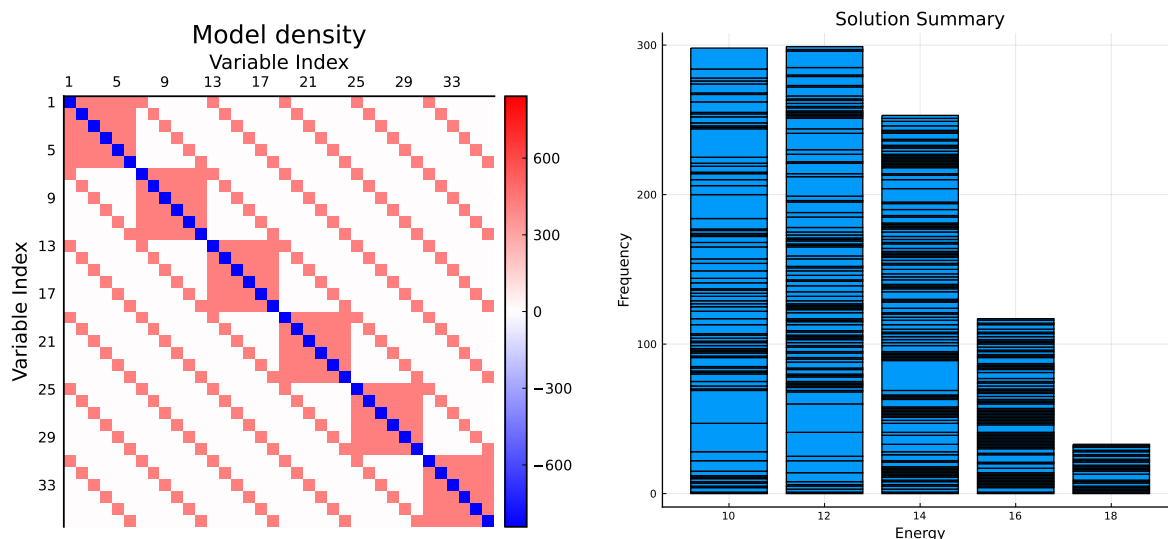 Model density
Variable Index
1 5 9 13 17 21 25 29 33
Variable Index
1
5
9
13
17
21
25
29
33
600
300
0
−300
−600
Solution Summary
Frequency
300
200
100
0
10 12 14 16 18
Energy